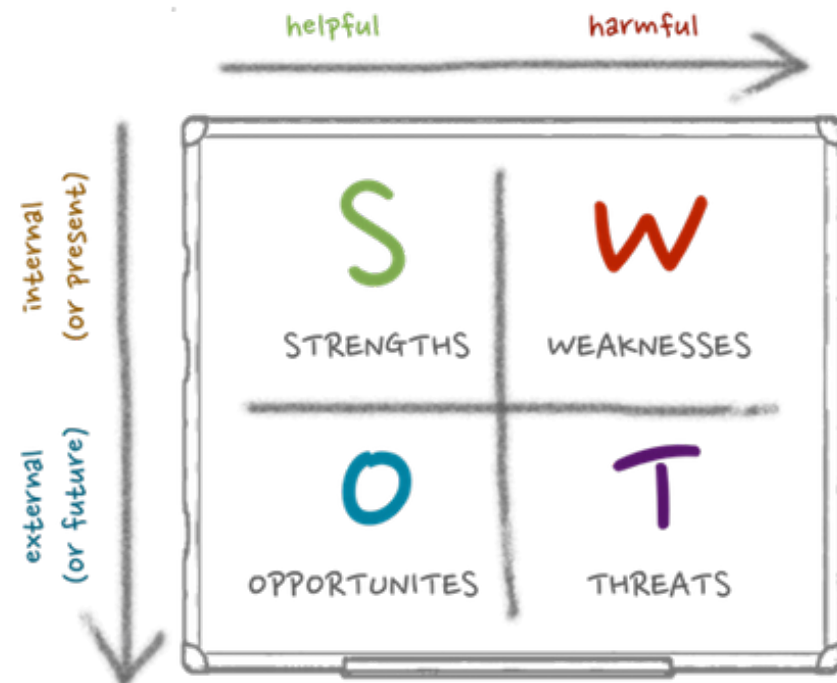 helpful
harmful
internal
(or present)
S
W
STRENGTHS
WEAKNESSES
external
(or future)
O
T
OPPORTUNITES
THREATS